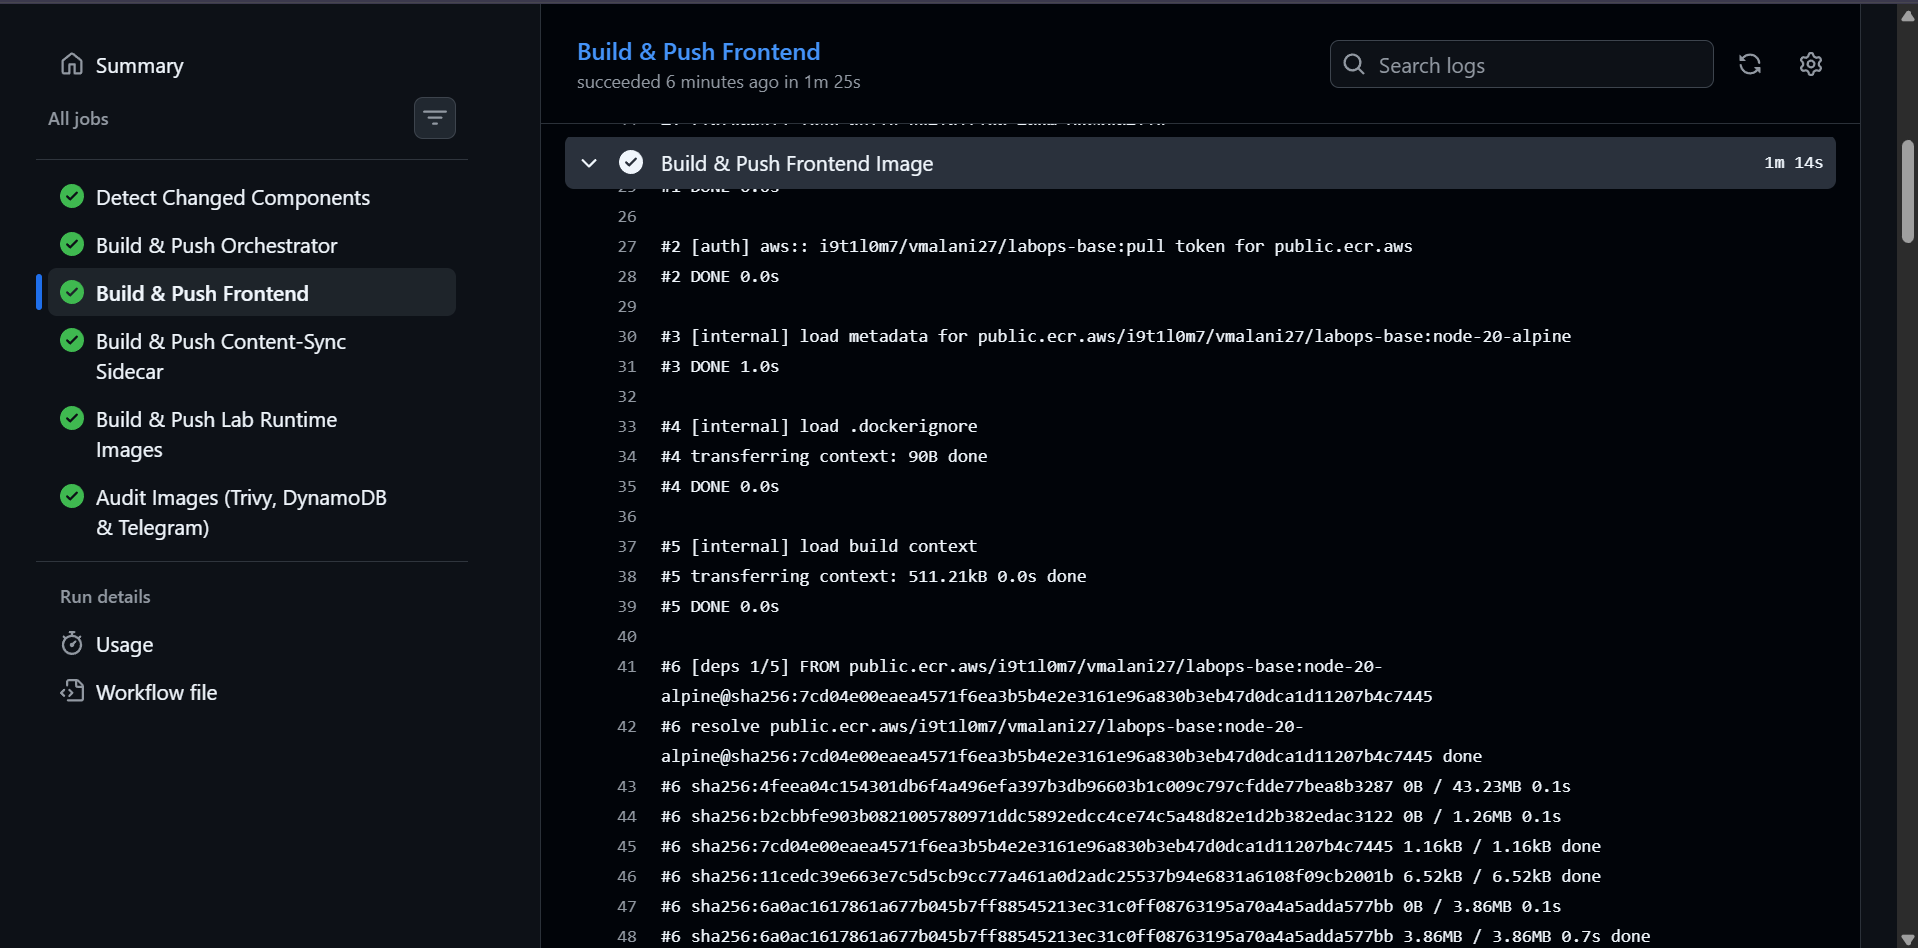 Summary
All jobs
Detect Changed Components
Build & Push Orchestrator
Build & Push Frontend
Build & Push Content-Sync
Sidecar
Build & Push Lab Runtime
Images
Audit Images (Trivy, DynamoDB
& Telegram)
Run details
Usage
Workflow file
Build & Push Frontend
succeeded 6 minutes ago in 1m 25s
Search logs
Build & Push Frontend Image 1m 14s
25 #1 DONE 0.0s
26
27 #2 [auth] aws:: i9t1l0m7/vmalani27/labops-base:pull token for public.ecr.aws
28 #2 DONE 0.0s
29
30 #3 [internal] load metadata for public.ecr.aws/i9t1l0m7/vmalani27/labops-base:node-20-alpine
31 #3 DONE 1.0s
32
33 #4 [internal] load .dockerignore
34 #4 transferring context: 90B done
35 #4 DONE 0.0s
36
37 #5 [internal] load build context
38 #5 transferring context: 511.21kB 0.0s done
39 #5 DONE 0.0s
40
41 #6 [deps 1/5] FROM public.ecr.aws/i9t1l0m7/vmalani27/labops-base:node-20-
alpine@sha256:7cd04e00eaea4571f6ea3b5b4e2e3161e96a830b3eb47d0dca1d11207b4c7445
42 #6 resolve public.ecr.aws/i9t1l0m7/vmalani27/labops-base:node-20-
alpine@sha256:7cd04e00eaea4571f6ea3b5b4e2e3161e96a830b3eb47d0dca1d11207b4c7445 done
43 #6 sha256:4feea04c154301db6f4a496efa397b3db96603b1c009c797cfdde77bea8b3287 0B / 43.23MB 0.1s
44 #6 sha256:b2cbbfe903b0821005780971ddc5892edcc4ce74c5a48d82e1d2b382edac3122 0B / 1.26MB 0.1s
45 #6 sha256:7cd04e00eaea4571f6ea3b5b4e2e3161e96a830b3eb47d0dca1d11207b4c7445 1.16kB / 1.16kB done
46 #6 sha256:11cedc39e663e7c5d5cb9cc77a461a0d2adc25537b94e6831a6108f09cb2001b 6.52kB / 6.52kB done
47 #6 sha256:6a0ac1617861a677b045b7ff88545213ec31c0ff08763195a70a4a5adda577bb 0B / 3.86MB 0.1s
48 #6 sha256:6a0ac1617861a677b045b7ff88545213ec31c0ff08763195a70a4a5adda577bb 3.86MB / 3.86MB 0.7s done